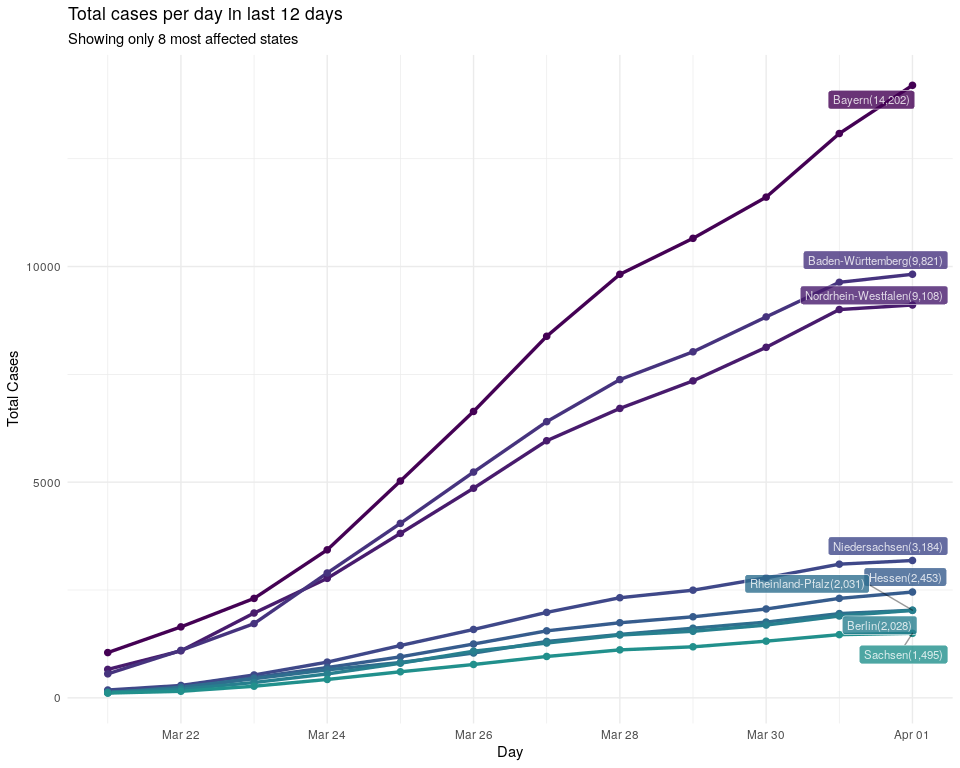 Total cases per day in last 12 days
Showing only 8 most affected states
Bayern(14,202)
Baden-Württemberg(9,821)
Nordrhein-Westfalen(9,108)
Niedersachsen(3,184)
Hessen(2,453)
Rheinland-Pfalz(2,031)
Berlin(2,028)
Sachsen(1,495)
Total Cases
10000
5000
0
Mar 22
Mar 24
Mar 26
Mar 28
Mar 30
Apr 01
Day